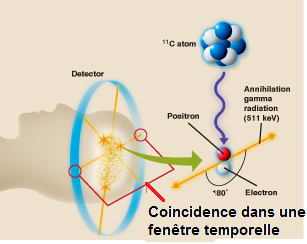 ¹¹C atom
Detector
Annihilation
gamma
radiation
(511 keV)
Positron
Electron
180°
Coincidence dans une
fenêtre temporelle